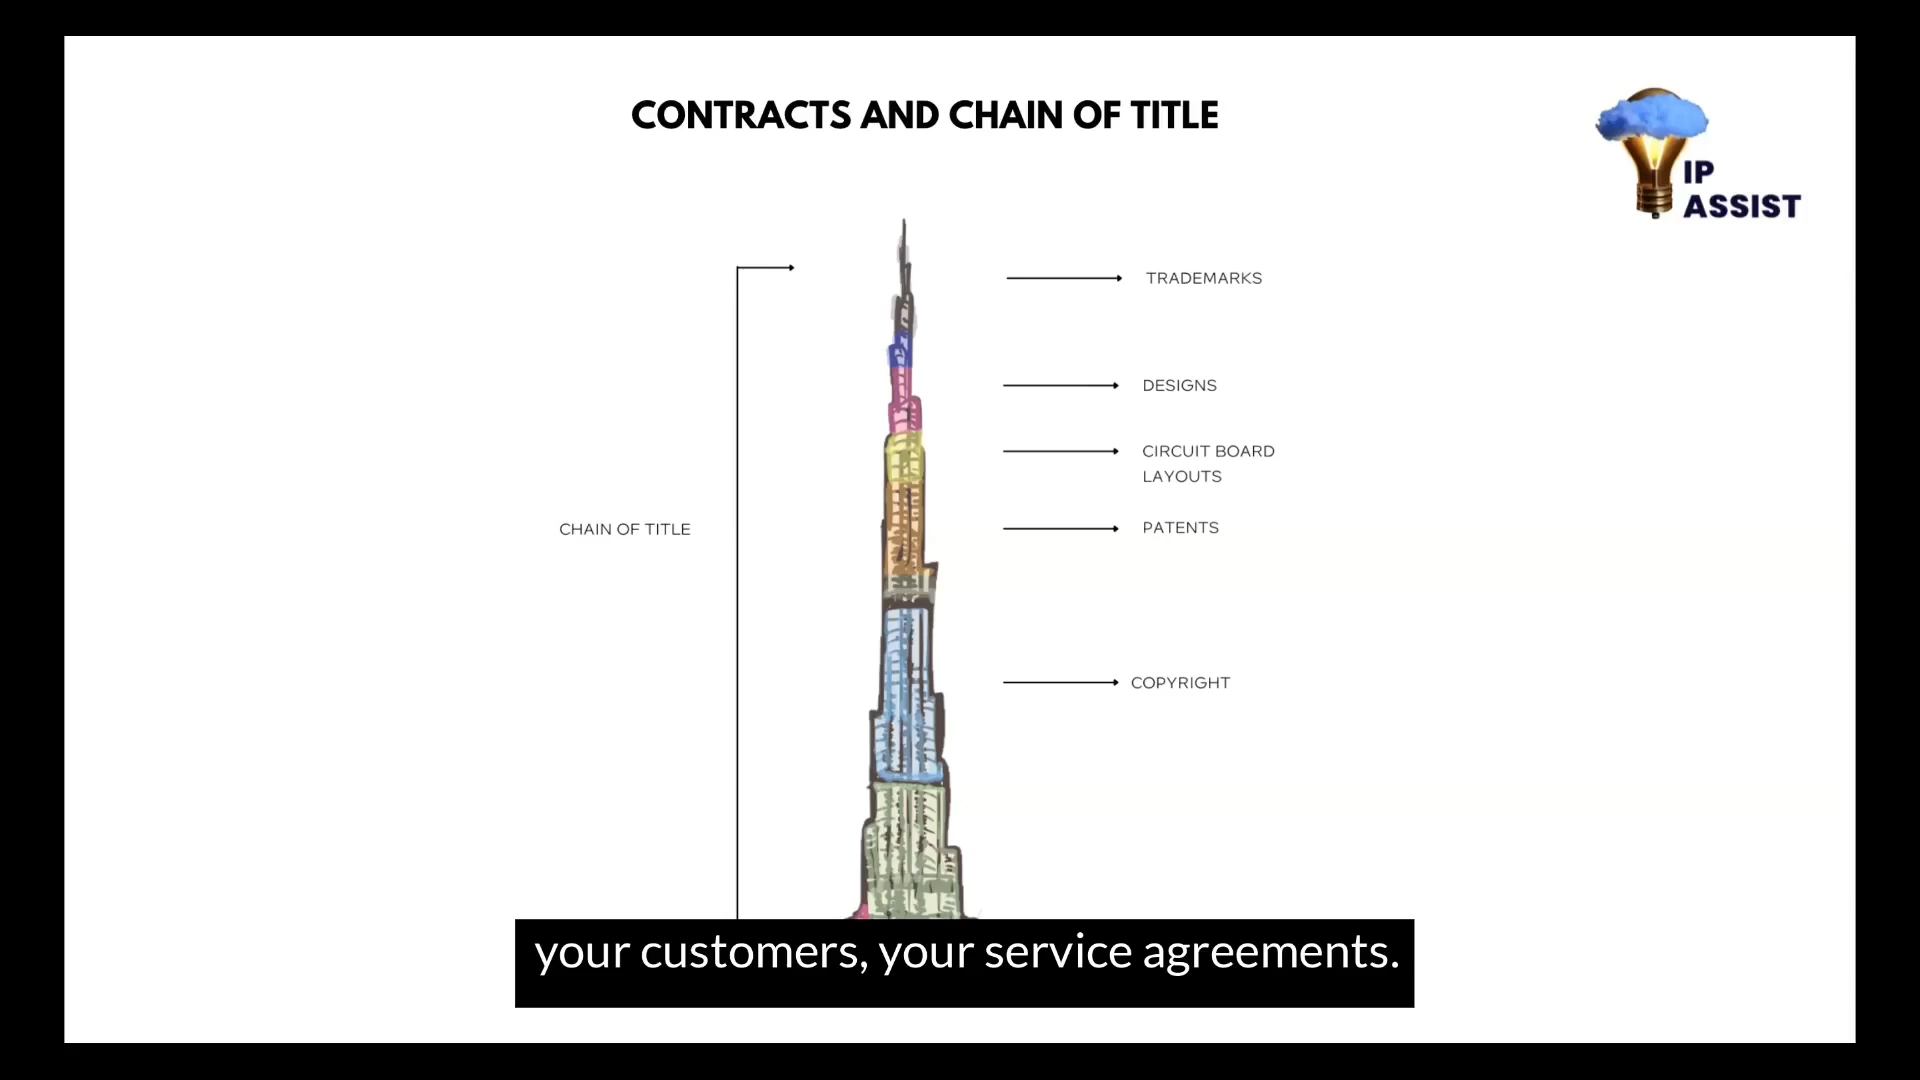 CONTRACTS AND CHAIN OF TITLE
IP
ASSIST
TRADEMARKS
DESIGNS
CIRCUIT BOARD
LAYOUTS
PATENTS
CHAIN OF TITLE
COPYRIGHT
your customers, your service agreements.